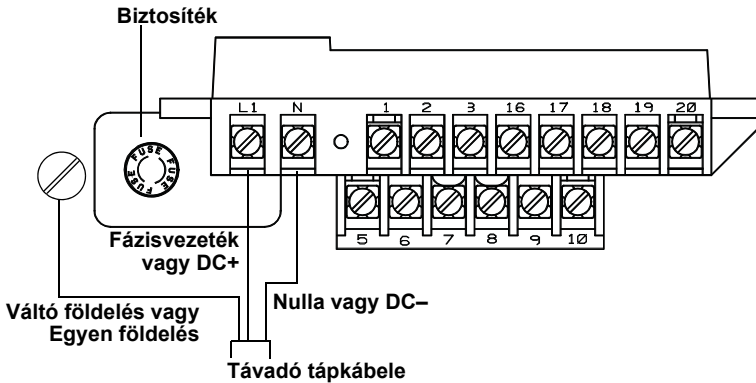 Biztosíték
L1 N 1 2 3 16 17 18 19 20
FUSE FUSE FUSE
5 6 7 8 9 10
Fázisvezeték
vagy DC+
Nulla vagy DC–
Váltó földelés vagy
Egyen földelés
Távadó tápkábele